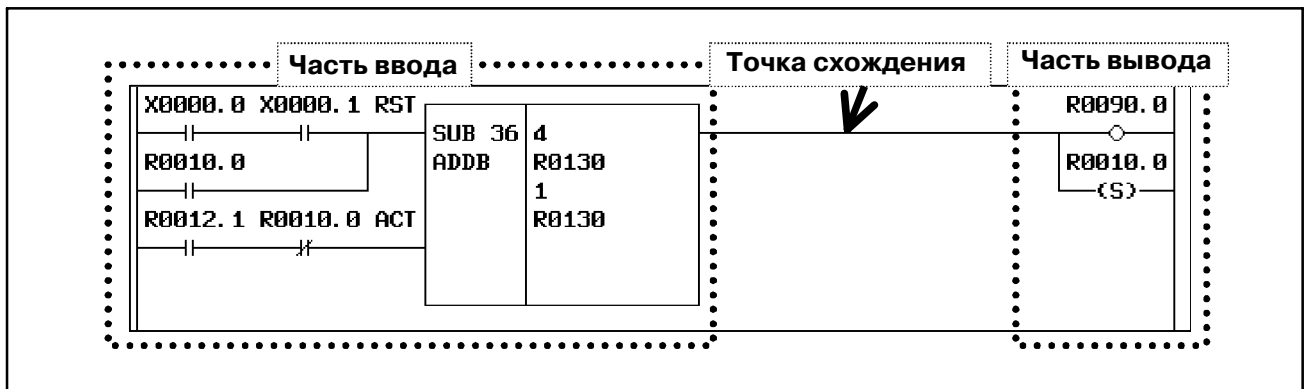 Часть ввода Точка схождения Часть вывода
X0000.0 X0000.1 RST R0090.0
SUB 36 4
R0010.0 ADDB R0130 R0010.0
1 (S)
R0012.1 R0010.0 ACT R0130